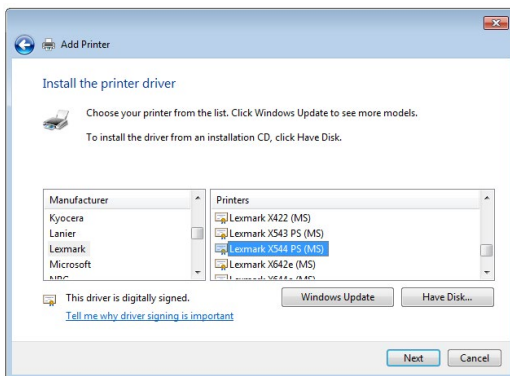 Add Printer
Install the printer driver
Choose your printer from the list. Click Windows Update to see more models.
To install the driver from an installation CD, click Have Disk.
Manufacturer
Kyocera
Lanier
Lexmark
Microsoft
Printers
Lexmark X422 (MS)
Lexmark X543 PS (MS)
Lexmark X544 PS (MS)
Lexmark X642e (MS)
This driver is digitally signed.
Tell me why driver signing is important
Windows Update
Have Disk...
Next
Cancel